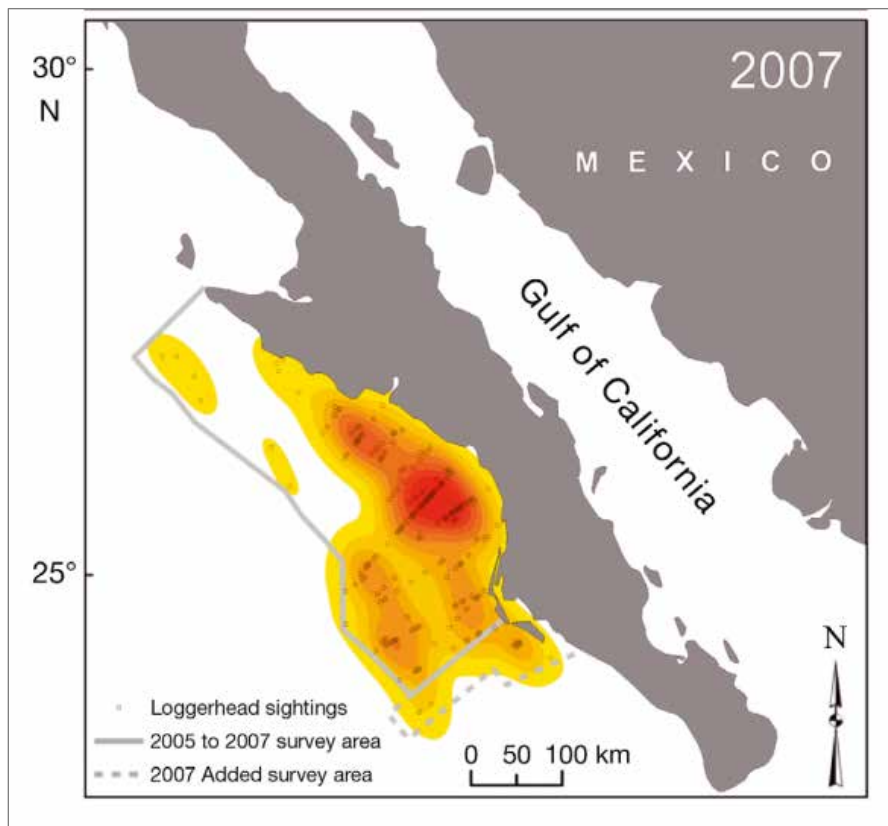 30°
N
2007
MEXICO
Gulf of California
25°
N
Loggerhead sightings
2005 to 2007 survey area
2007 Added survey area
0 50 100 km